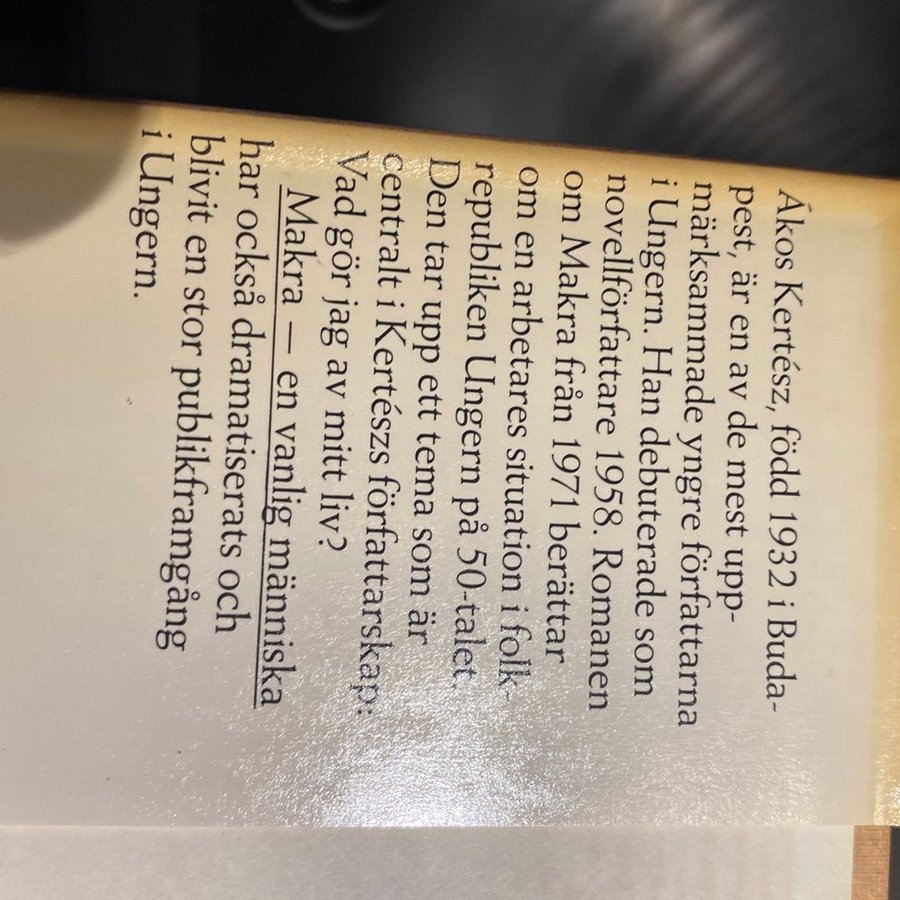 Ákos Kertész, född 1932 i Buda-
pest, är en av de mest upp-
märksammade yngre författarna
i Ungern. Han debuterade som
novellförfattare 1958. Romanen
om Makra från 1971 berättar
om en arbetares situation i folk-
republiken Ungern på 50-talet.
Den tar upp ett tema som är
centralt i Kertészs författarskap:
Vad gör jag av mitt liv?
Makra – en vanlig människa
har också dramatiserats och
blivit en stor publikframgång
i Ungern.